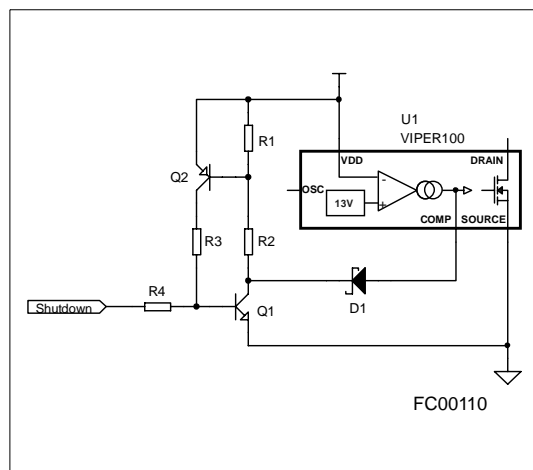 U1
VIPER100
R1
VDD
DRAIN
Q2
-
OSC
13V
+
COMP
SOURCE
R3
R2
R4
Shutdown
Q1
D1
FC00110